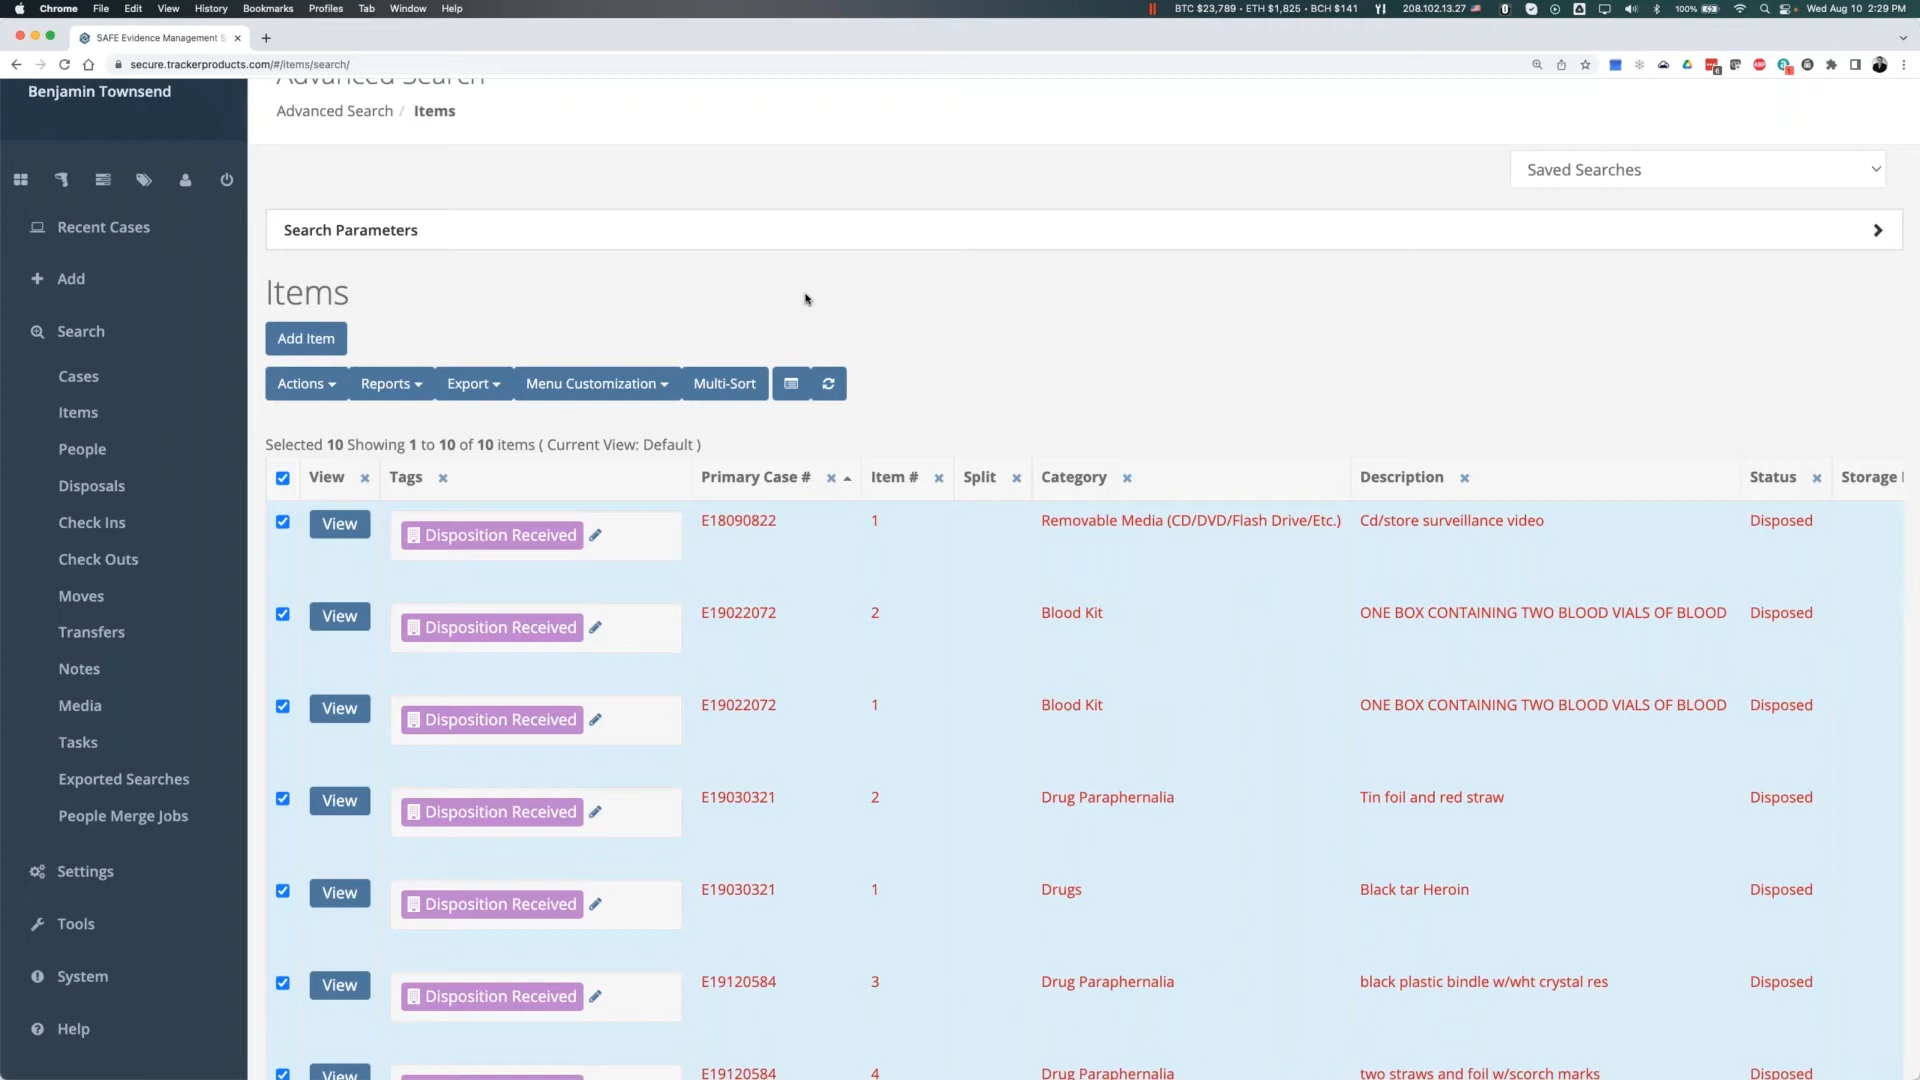 Chrome File Edit View History Bookmarks Profiles Tab Window Help BTC $23,789 • ETH $1,825 • BCH $141 208.102.13.27 100% Wed Aug 10 2:29 PM
SAFE Evidence Management S
secure.trackerproducts.com/#/items/search/
Benjamin Townsend
Recent Cases
Add
Search
Cases
Items
People
Disposals
Check Ins
Check Outs
Moves
Transfers
Notes
Media
Tasks
Exported Searches
People Merge Jobs
Settings
Tools
System
Help
Advanced Search
Advanced Search / Items
Saved Searches
Search Parameters
Items
Add Item
Actions Reports Export Menu Customization Multi-Sort
Selected 10 Showing 1 to 10 of 10 items ( Current View: Default )
View Tags Primary Case # Item # Split Category Description Status Storage
View Disposition Received E18090822 1 Removable Media (CD/DVD/Flash Drive/Etc.) Cd/store surveillance video Disposed
View Disposition Received E19022072 2 Blood Kit ONE BOX CONTAINING TWO BLOOD VIALS OF BLOOD Disposed
View Disposition Received E19022072 1 Blood Kit ONE BOX CONTAINING TWO BLOOD VIALS OF BLOOD Disposed
View Disposition Received E19030321 2 Drug Paraphernalia Tin foil and red straw Disposed
View Disposition Received E19030321 1 Drugs Black tar Heroin Disposed
View Disposition Received E19120584 3 Drug Paraphernalia black plastic bindle w/wht crystal res Disposed
View E19120584 4 Drug Paraphernalia two straws and foil w/scorch marks Disposed